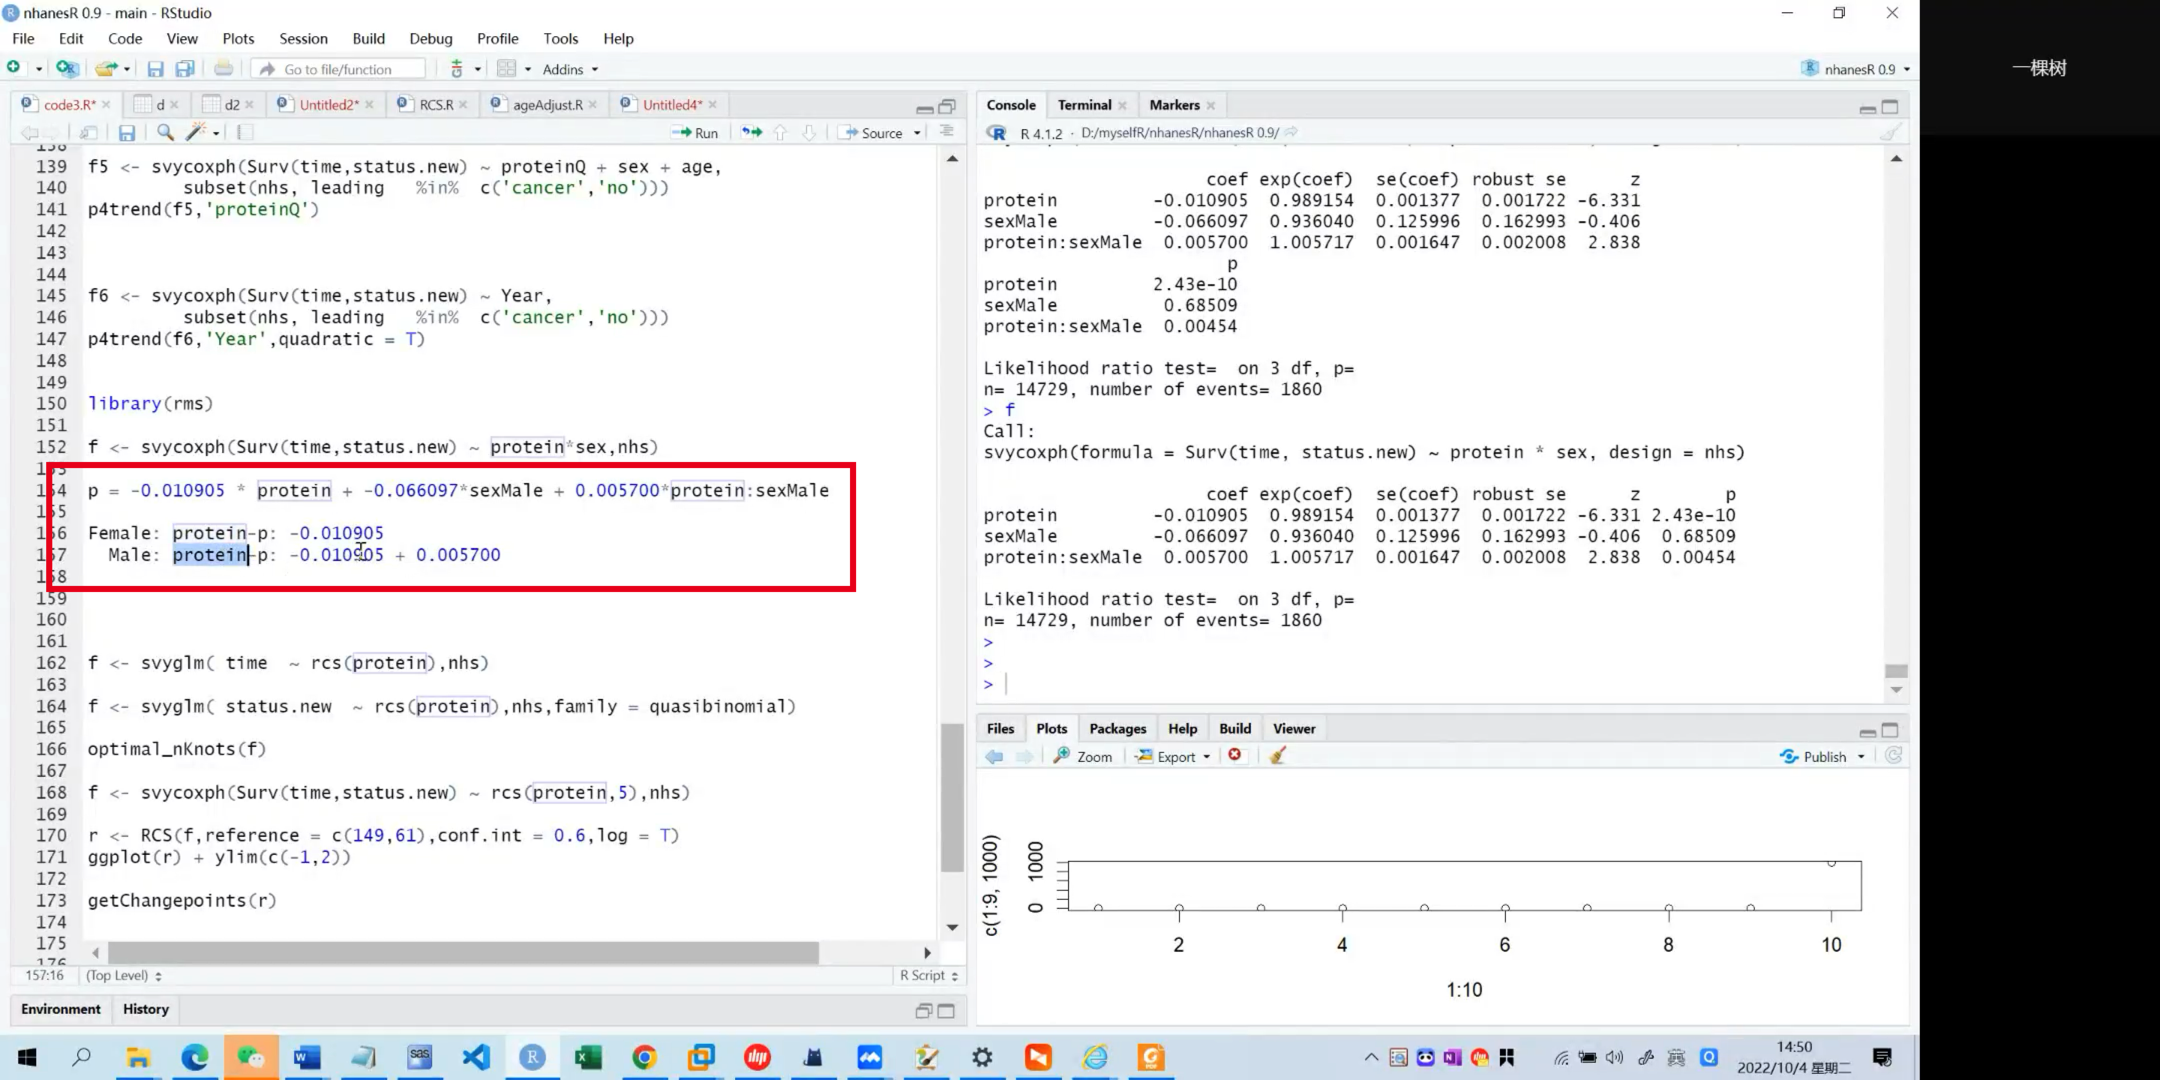 nhanesR 0.9 - main - RStudio
File Edit Code View Plots Session Build Debug Profile Tools Help
Go to file/function Addins nhanesR 0.9
code3.R* d d2 Untitled2* RCS.R ageAdjust.R Untitled4*
Run Source
139 f5 <- svycoxph(Surv(time,status.new) ~ proteinQ + sex + age,
140 subset(nhs, leading %in% c('cancer','no')))
141 p4trend(f5,'proteinQ')
142
143
144
145 f6 <- svycoxph(Surv(time,status.new) ~ Year,
146 subset(nhs, leading %in% c('cancer','no')))
147 p4trend(f6,'Year',quadratic = T)
148
149
150 library(rms)
151
152 f <- svycoxph(Surv(time,status.new) ~ protein*sex,nhs)
153
154 p = -0.010905 * protein + -0.066097*sexMale + 0.005700*protein:sexMale
155
156 Female: protein-p: -0.010905
157 Male: protein-p: -0.010905 + 0.005700
158
159
160
161
162 f <- svyglm( time ~ rcs(protein),nhs)
163
164 f <- svyglm( status.new ~ rcs(protein),nhs,family = quasibinomial)
165
166 optimal_nKnots(f)
167
168 f <- svycoxph(Surv(time,status.new) ~ rcs(protein,5),nhs)
169
170 r <- RCS(f,reference = c(149,61),conf.int = 0.6,log = T)
171 ggplot(r) + ylim(c(-1,2))
172
173 getChangepoints(r)
174
175
176
157:16 (Top Level) R Script
Environment History
Console Terminal Markers
R 4.1.2 · D:/myselfR/nhanesR/nhanesR 0.9/
coef exp(coef) se(coef) robust se z
protein -0.010905 0.989154 0.001377 0.001722 -6.331
sexMale -0.066097 0.936040 0.125996 0.162993 -0.406
protein:sexMale 0.005700 1.005717 0.001647 0.002008 2.838
p
protein 2.43e-10
sexMale 0.68509
protein:sexMale 0.00454
Likelihood ratio test= on 3 df, p=
n= 14729, number of events= 1860
> f
Call:
svycoxph(formula = Surv(time, status.new) ~ protein * sex, design = nhs)
coef exp(coef) se(coef) robust se z p
protein -0.010905 0.989154 0.001377 0.001722 -6.331 2.43e-10
sexMale -0.066097 0.936040 0.125996 0.162993 -0.406 0.68509
protein:sexMale 0.005700 1.005717 0.001647 0.002008 2.838 0.00454
Likelihood ratio test= on 3 df, p=
n= 14729, number of events= 1860
>
>
>
Files Plots Packages Help Build Viewer
Zoom Export Publish
c(1:9, 1000)
1000
0
2 4 6 8 10
1:10
一棵树
14:50
2022/10/4 星期二